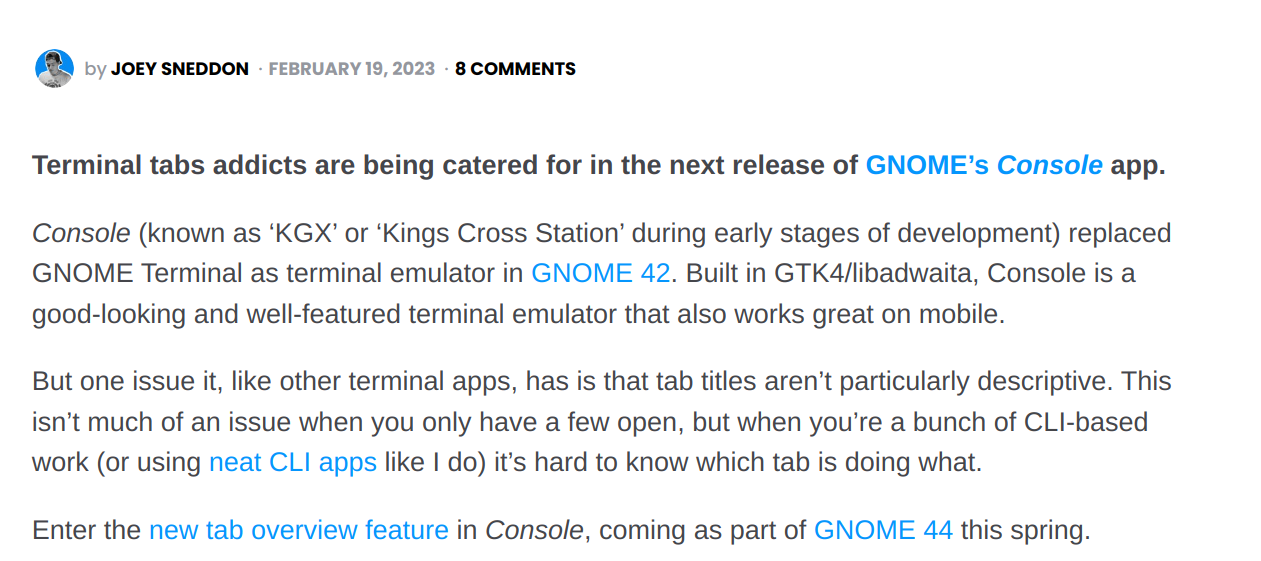 by JOEY SNEDDON · FEBRUARY 19, 2023 · 8 COMMENTS
Terminal tabs addicts are being catered for in the next release of GNOME’s Console app.
Console (known as ‘KGX’ or ‘Kings Cross Station’ during early stages of development) replaced
GNOME Terminal as terminal emulator in GNOME 42. Built in GTK4/libadwaita, Console is a
good-looking and well-featured terminal emulator that also works great on mobile.
But one issue it, like other terminal apps, has is that tab titles aren’t particularly descriptive. This
isn’t much of an issue when you only have a few open, but when you’re a bunch of CLI-based
work (or using neat CLI apps like I do) it’s hard to know which tab is doing what.
Enter the new tab overview feature in Console, coming as part of GNOME 44 this spring.